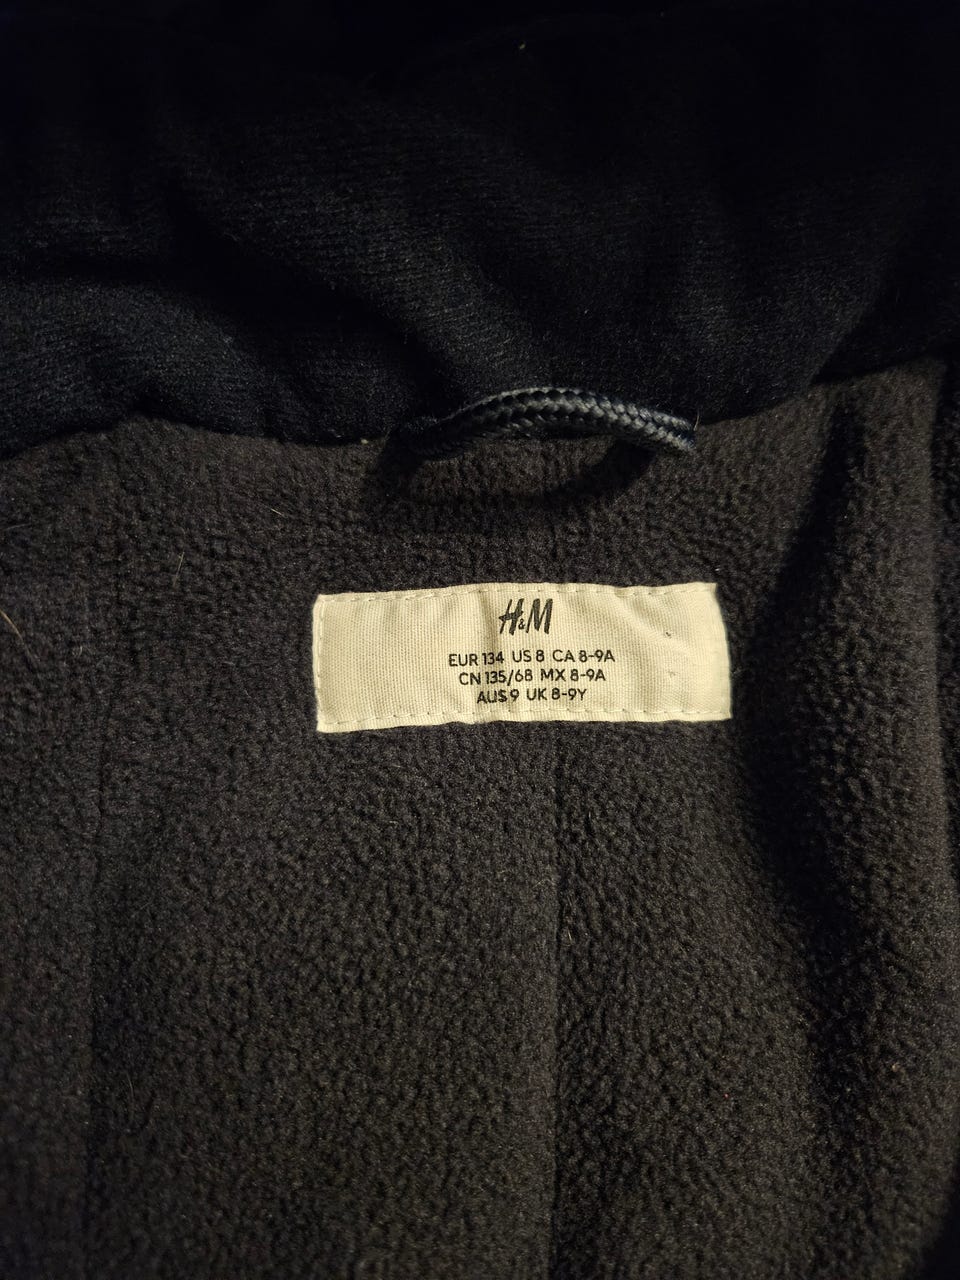 H&M
EUR 134 US 8 CA 8-9A
CN 135/68 MX 8-9A
AUS 9 UK 8-9Y